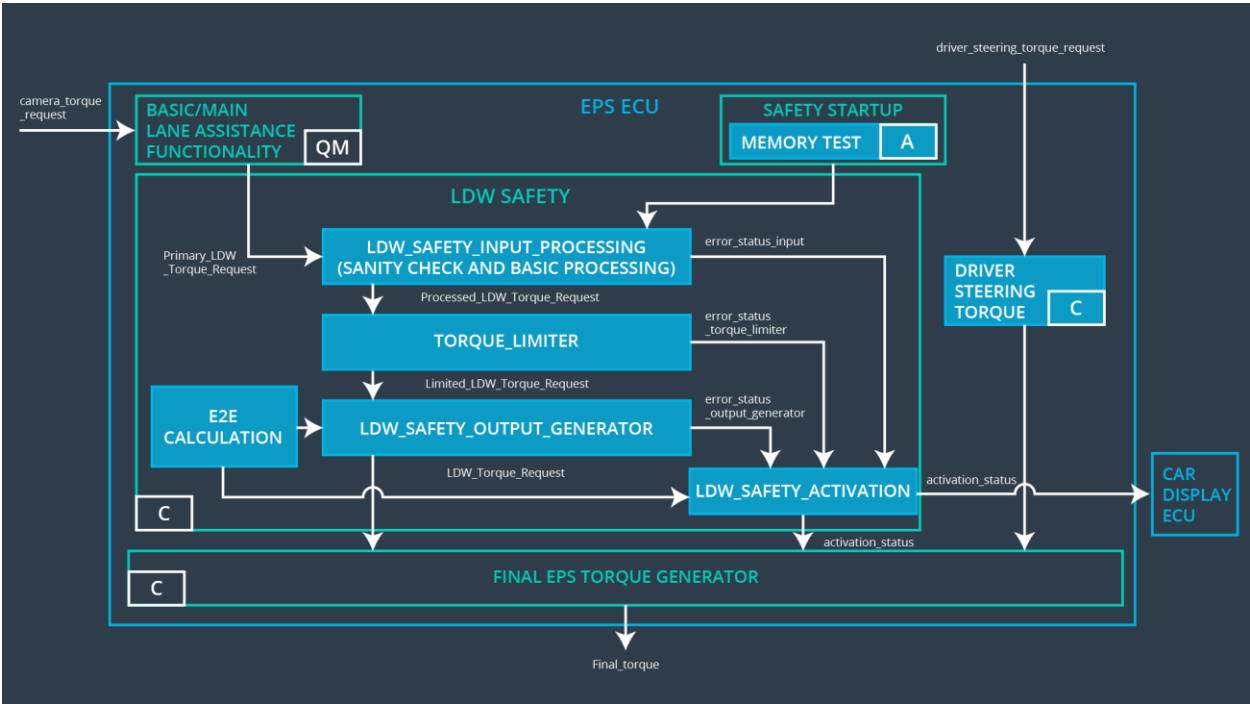 driver_steering_torque_request
camera_torque
_request
BASIC/MAIN
LANE ASSISTANCE
FUNCTIONALITY
QM
EPS ECU
SAFETY STARTUP
MEMORY TEST
A
LDW SAFETY
Primary_LDW
_Torque_Request
LDW_SAFETY_INPUT_PROCESSING
(SANITY CHECK AND BASIC PROCESSING)
error_status_input
DRIVER
STEERING
TORQUE
C
Processed_LDW_Torque_Request
TORQUE_LIMITER
error_status
_torque_limiter
Limited_LDW_Torque_Request
E2E
CALCULATION
LDW_SAFETY_OUTPUT_GENERATOR
error_status
_output_generator
LDW_Torque_Request
LDW_SAFETY_ACTIVATION
activation_status
CAR
DISPLAY
ECU
C
activation_status
C
FINAL EPS TORQUE GENERATOR
Final_torque